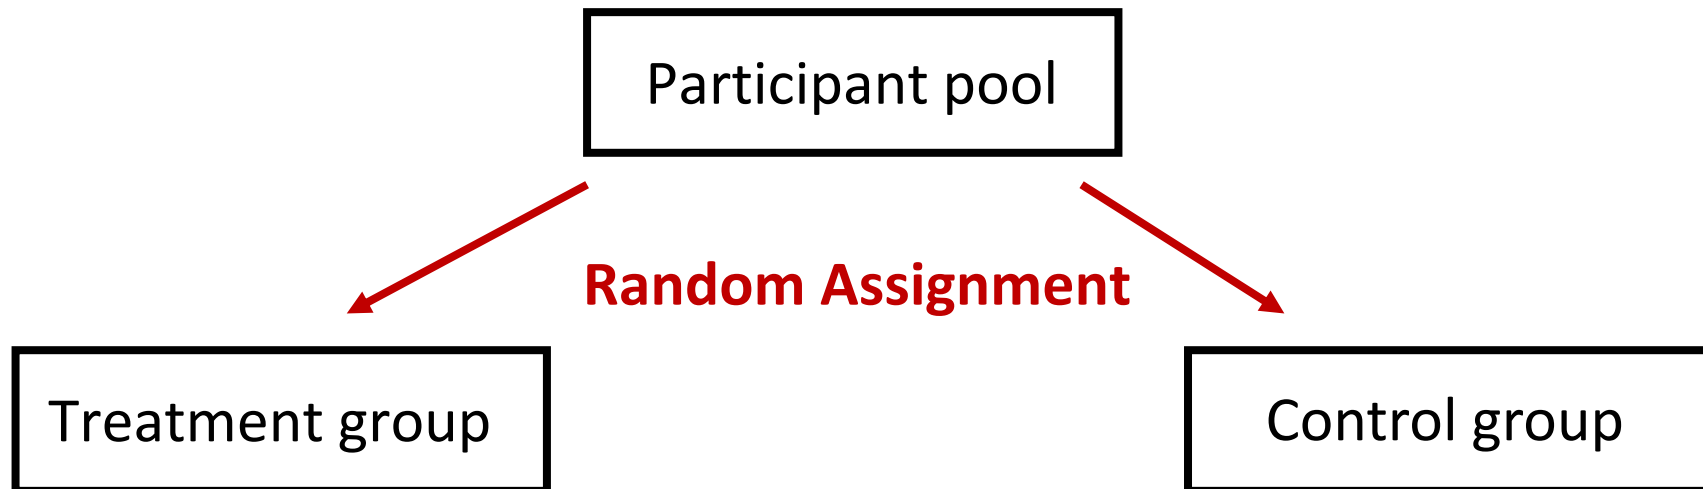 Participant pool
Random Assignment
Treatment group
Control group